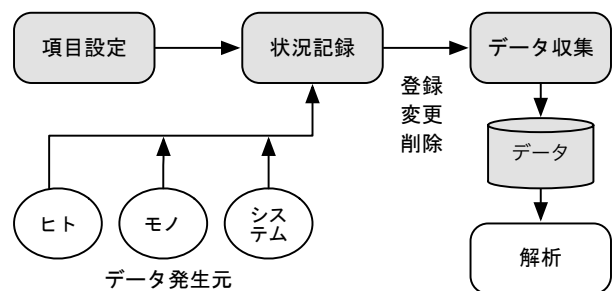 項目設定
状況記録
データ収集
登録
変更
削除
データ
ヒト
モノ
シス
テム
データ発生元
解析